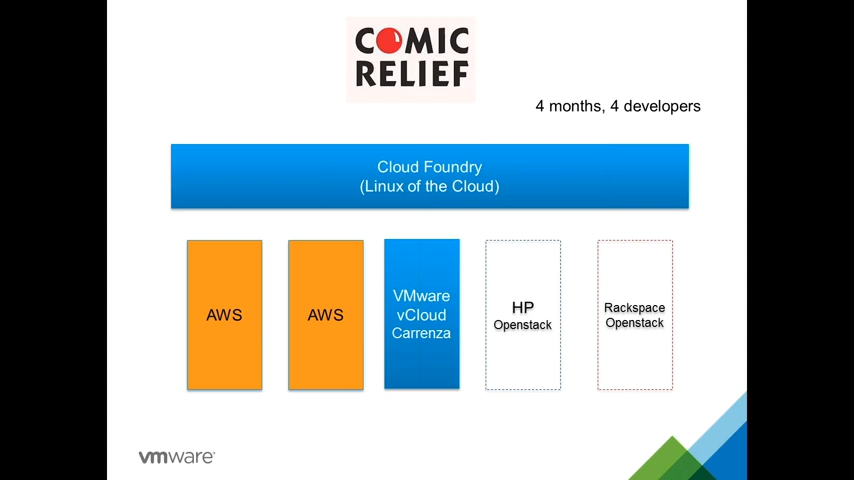 COMIC
RELIEF
4 months, 4 developers
Cloud Foundry
(Linux of the Cloud)
AWS
AWS
VMware
vCloud
Carrenza
HP
Openstack
Rackspace
Openstack
vmware